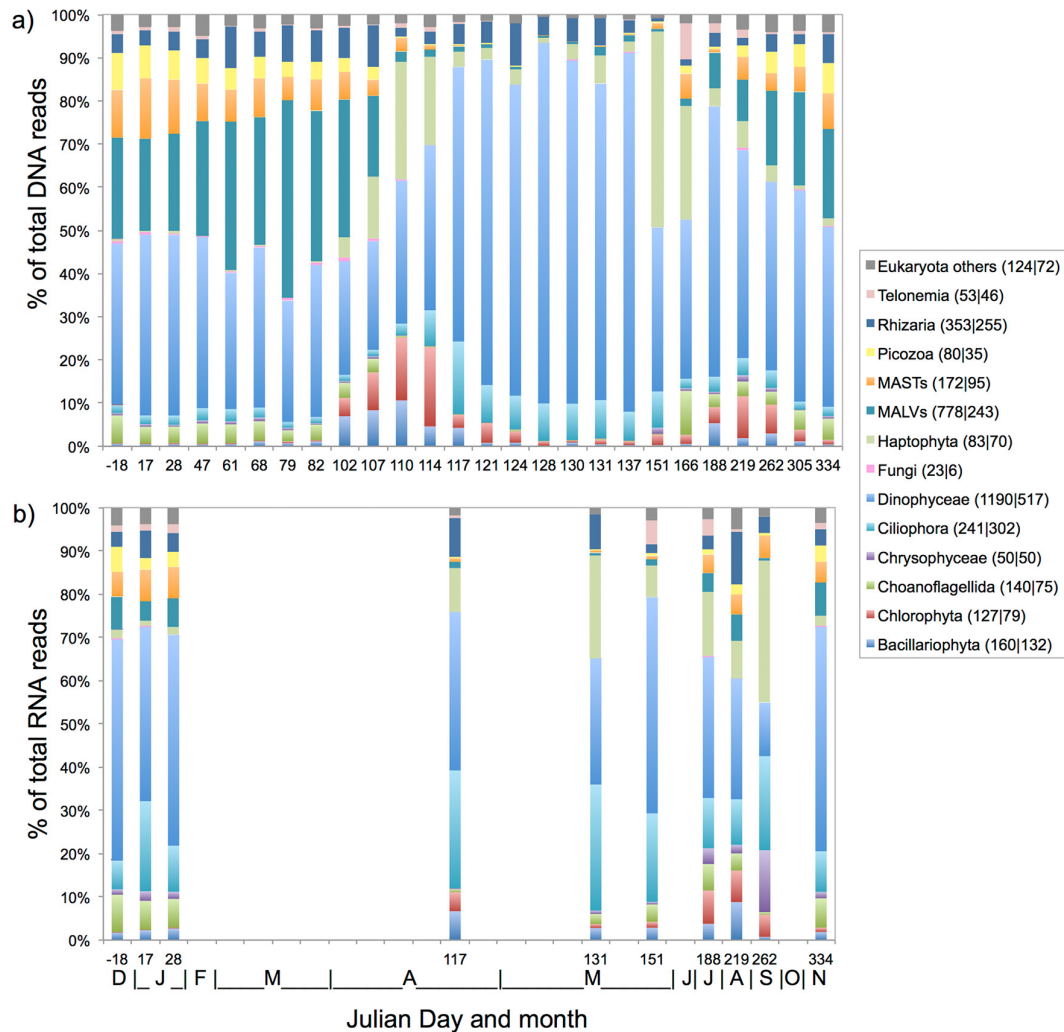 a)
% of total DNA reads
100%
90%
80%
70%
60%
50%
40%
30%
20%
10%
0%
-18 17 28 47 61 68 79 82 102 107 110 114 117 121 124 128 130 131 137 151 166 188 219 262 305 334
Eukaryota others (124|72)
Telonemia (53|46)
Rhizaria (353|255)
Picozoa (80|35)
MASTs (172|95)
MALVs (778|243)
Haptophyta (83|70)
Fungi (23|6)
Dinophyceae (1190|517)
Ciliophora (241|302)
Chrysophyceae (50|50)
Choanoflagellida (140|75)
Chlorophyta (127|79)
Bacillariophyta (160|132)
b)
% of total RNA reads
100%
90%
80%
70%
60%
50%
40%
30%
20%
10%
0%
-18 17 28 117 131 151 188 219 262 334
D |_ J _| F |____M____|______A______|______M______| J | J | A | S |O| N
Julian Day and month